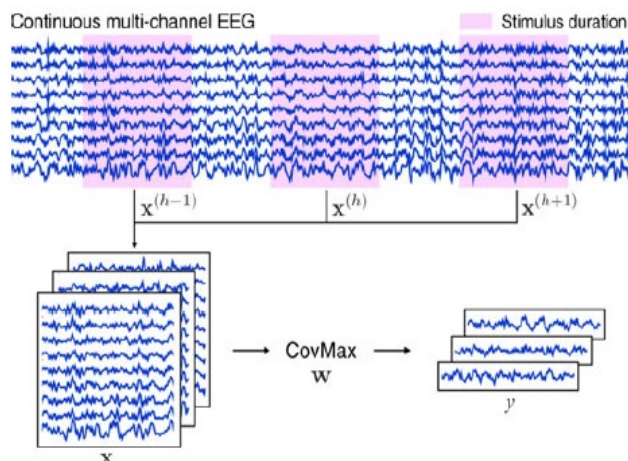 Continuous multi-channel EEG
Stimulus duration
x^(h−1) x^(h) x^(h+1)
CovMax
w
y
x